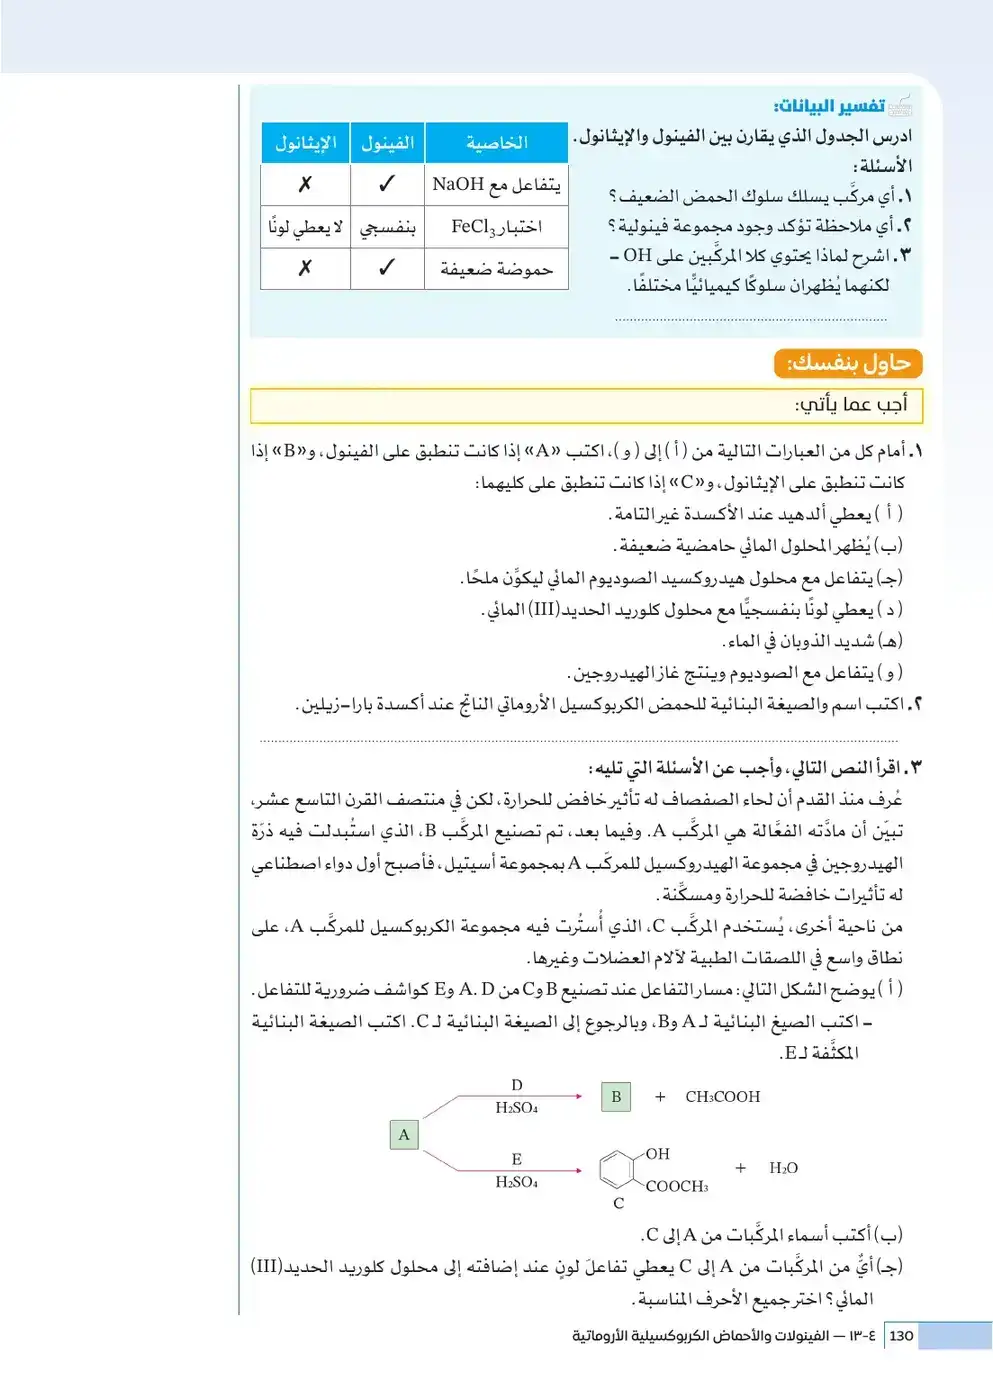 تفسير البيانات:
ادرس الجدول الذي يقارن بين الفينول والإيثانول.
الأسئلة:
١. أي مركَّب يسلك سلوك الحمض الضعيف؟
٢. أي ملاحظة تؤكد وجود مجموعة فينولية؟
٣. اشرح لماذا يحتوي كلا المركَّبين على OH –
لكنهما يُظهران سلوكًا كيميائيًّا مختلفًا.
الخاصية الفينول الإيثانول
يتفاعل مع NaOH ✓ ✗
اختبار FeCl₃ بنفسجي لا يعطي لونًا
حموضة ضعيفة ✓ ✗
حاول بنفسك:
أجب عما يأتي:
١. أمام كل من العبارات التالية من (أ) إلى (و)، اكتب «A» إذا كانت تنطبق على الفينول، و«B» إذا
كانت تنطبق على الإيثانول، و«C» إذا كانت تنطبق على كليهما:
(أ) يعطي ألدهيد عند الأكسدة غير التامة.
(ب) يُظهر المحلول المائي حامضية ضعيفة.
(جـ) يتفاعل مع محلول هيدروكسيد الصوديوم المائي ليكوِّن ملحًا.
(د) يعطي لونًا بنفسجيًّا مع محلول كلوريد الحديد(III) المائي.
(هـ) شديد الذوبان في الماء.
(و) يتفاعل مع الصوديوم وينتج غاز الهيدروجين.
٢. اكتب اسم والصيغة البنائية للحمض الكربوكسيل الأروماتي الناتج عند أكسدة بارا-زيلين.
٣. اقرأ النص التالي، وأجب عن الأسئلة التي تليه:
عُرف منذ القدم أن لحاء الصفصاف له تأثير خافض للحرارة، لكن في منتصف القرن التاسع عشر،
تبيّن أن مادَّته الفعَّالة هي المركَّب A. وفيما بعد، تم تصنيع المركَّب B، الذي استُبدلت فيه ذرّة
الهيدروجين في مجموعة الهيدروكسيل للمركّب A بمجموعة أسيتيل، فأصبح أول دواء اصطناعي
له تأثيرات خافضة للحرارة ومسكِّنة.
من ناحية أخرى، يُستخدم المركَّب C، الذي أُستُرت فيه مجموعة الكربوكسيل للمركَّب A، على
نطاق واسع في اللصقات الطبية لآلام العضلات وغيرها.
(أ) يوضح الشكل التالي: مسار التفاعل عند تصنيع B وC من A. D وE كواشف ضرورية للتفاعل.
– اكتب الصيغ البنائية لـ A وB، وبالرجوع إلى الصيغة البنائية لـ C. اكتب الصيغة البنائية
المكثَّفة لـ E.
D
H₂SO₄
B + CH₃COOH
A
E
H₂SO₄
OH
COOCH₃
C
+ H₂O
(ب) أكتب أسماء المركَّبات من A إلى C.
(جـ) أيٌّ من المركَّبات من A إلى C يعطي تفاعلَ لونٍ عند إضافته إلى محلول كلوريد الحديد(III)
المائي؟ اختر جميع الأحرف المناسبة.
130 ٤-١٣ — الفينولات والأحماض الكربوكسيلية الأروماتية